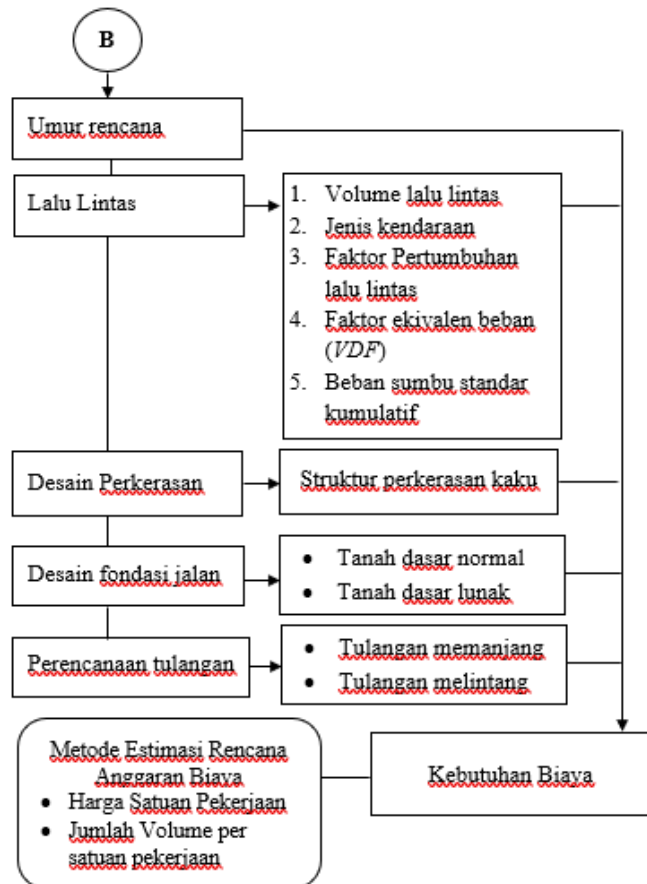 B
Umur rencana
Lalu Lintas
1. Volume lalu lintas
2. Jenis kendaraan
3. Faktor Pertumbuhan
lalu lintas
4. Faktor ekivalen beban
(VDF)
5. Beban sumbu standar
kumulatif
Desain Perkerasan
Struktur perkerasan kaku
Desain fondasi jalan
• Tanah dasar normal
• Tanah dasar lunak
Perencanaan tulangan
• Tulangan memanjang
• Tulangan melintang
Metode Estimasi Rencana
Anggaran Biaya
• Harga Satuan Pekerjaan
• Jumlah Volume per
satuan pekerjaan
Kebutuhan Biaya